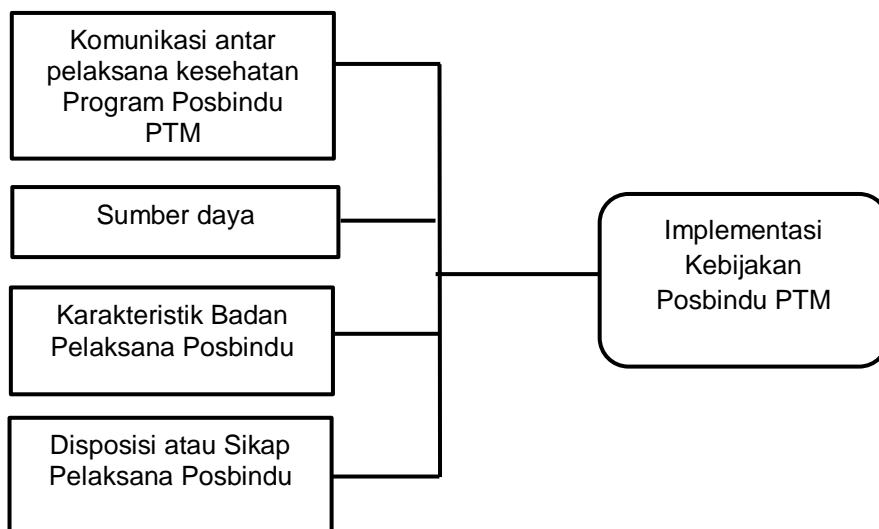 Komunikasi antar
pelaksana kesehatan
Program Posbindu
PTM
Sumber daya
Karakteristik Badan
Pelaksana Posbindu
Disposisi atau Sikap
Pelaksana Posbindu
Implementasi
Kebijakan
Posbindu PTM